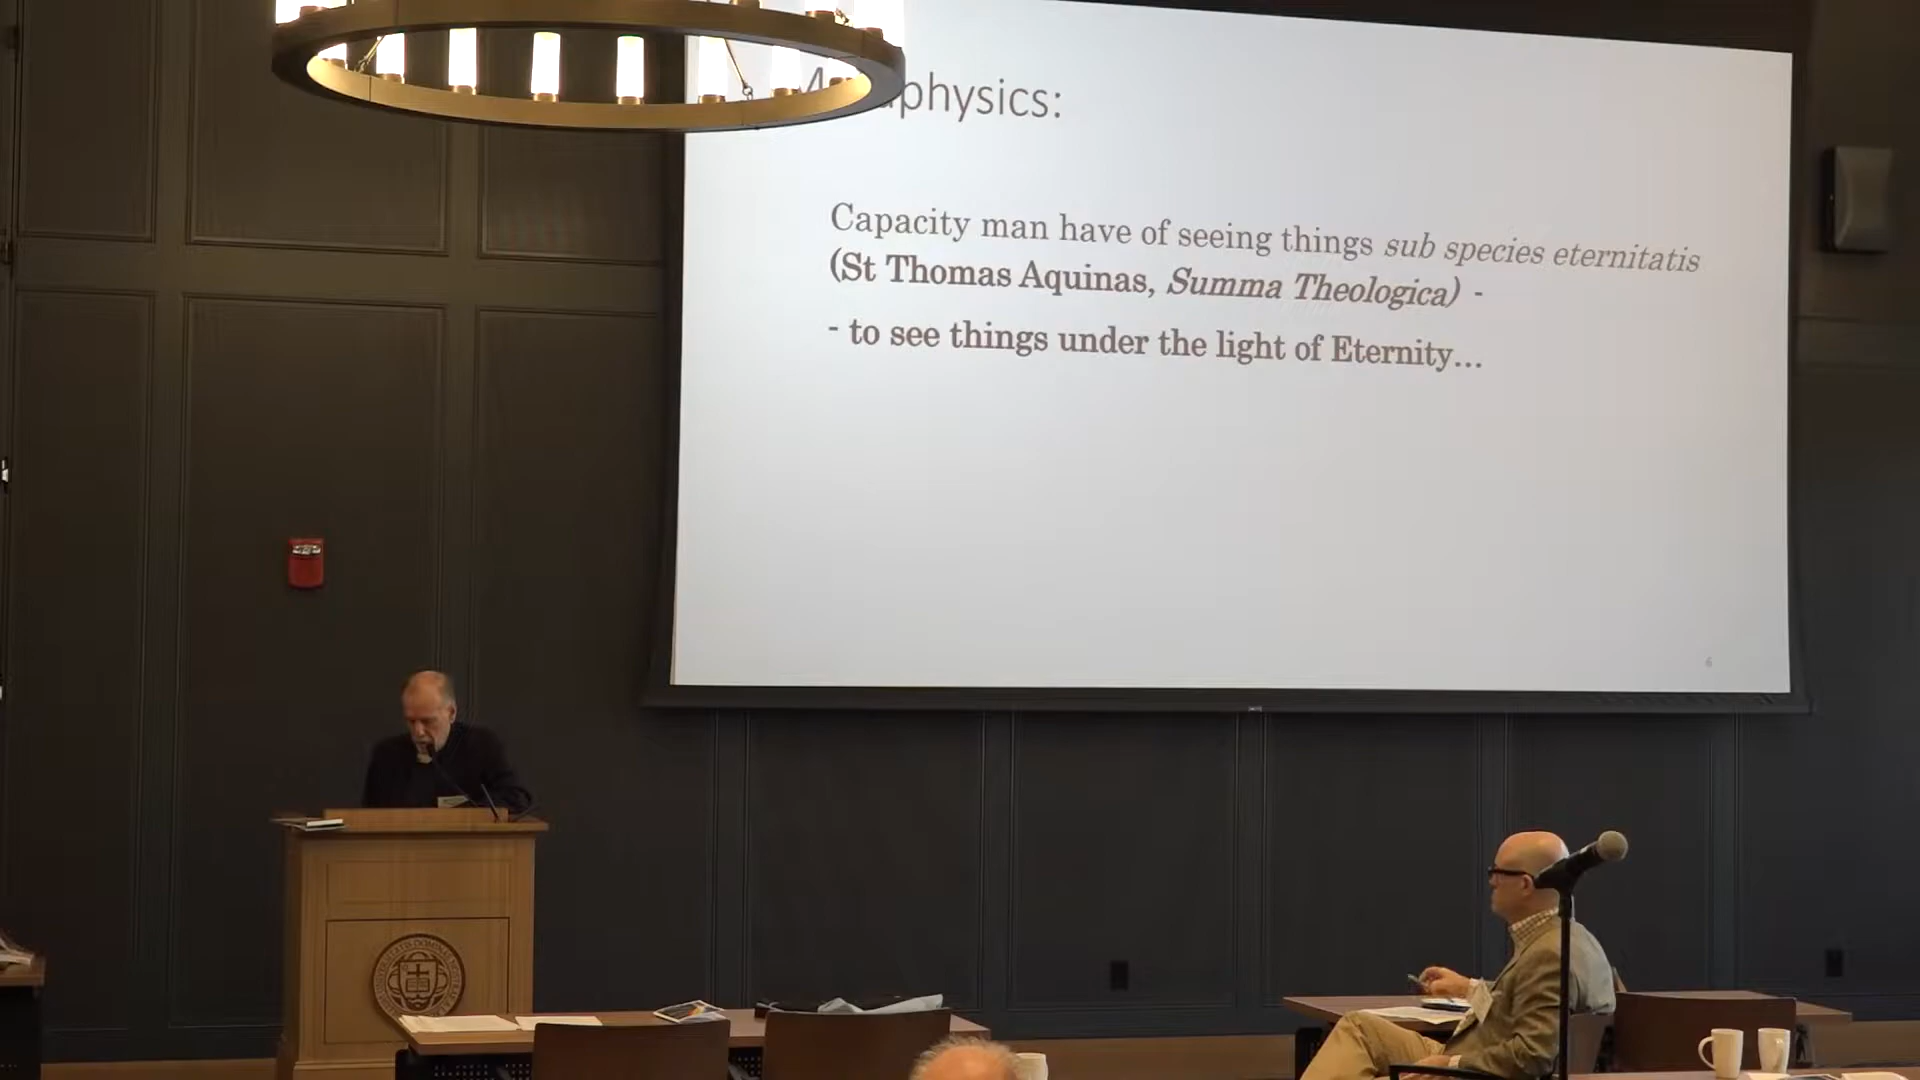 physics:
Capacity man have of seeing things sub species eternitatis
(St Thomas Aquinas, Summa Theologica) -
- to see things under the light of Eternity...
6